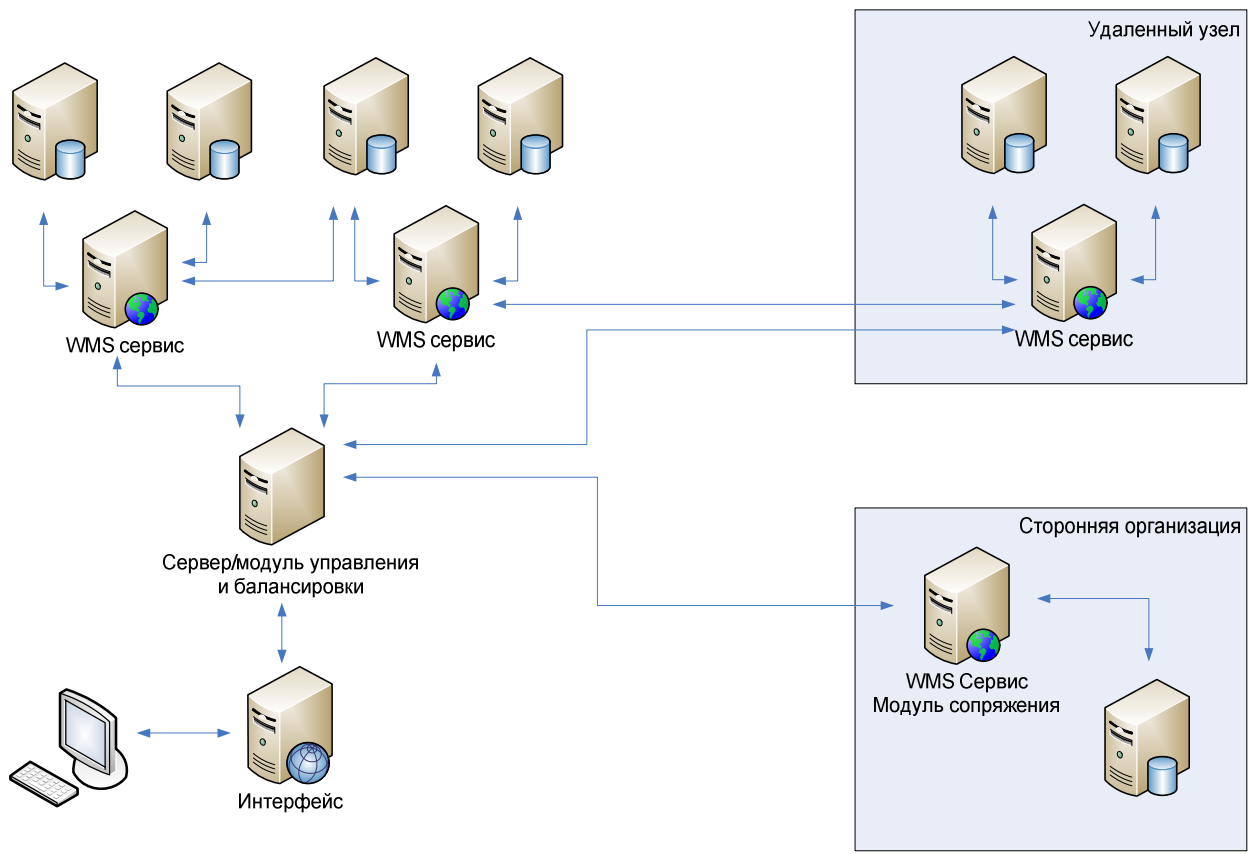 Удаленный узел
WMS сервис
WMS сервис
WMS сервис
Сервер/модуль управления
и балансировки
Сторонняя организация
WMS Сервис
Модуль сопряжения
Интерфейс